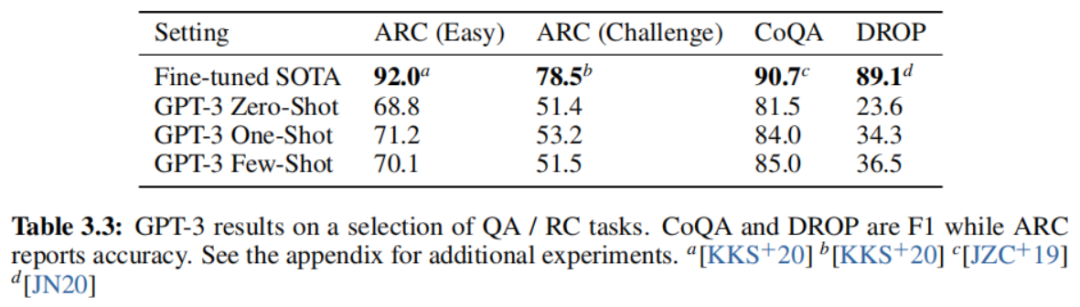 Setting ARC (Easy) ARC (Challenge) CoQA DROP
Fine-tuned SOTA 92.0a 78.5b 90.7c 89.1d
GPT-3 Zero-Shot 68.8 51.4 81.5 23.6
GPT-3 One-Shot 71.2 53.2 84.0 34.3
GPT-3 Few-Shot 70.1 51.5 85.0 36.5
Table 3.3: GPT-3 results on a selection of QA / RC tasks. CoQA and DROP are F1 while ARC
reports accuracy. See the appendix for additional experiments. a[KKS+20] b[KKS+20] c[JZC+19]
d[JN20]